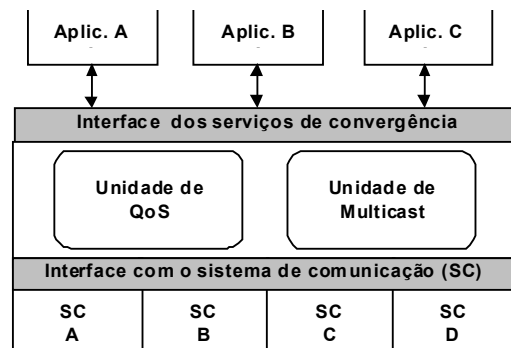 Aplic. A Aplic. B Aplic. C
Interface dos serviços de convergência
Unidade de QoS
Unidade de Multicast
Interface com o sistema de comunicação (SC)
SC A
SC B
SC C
SC D